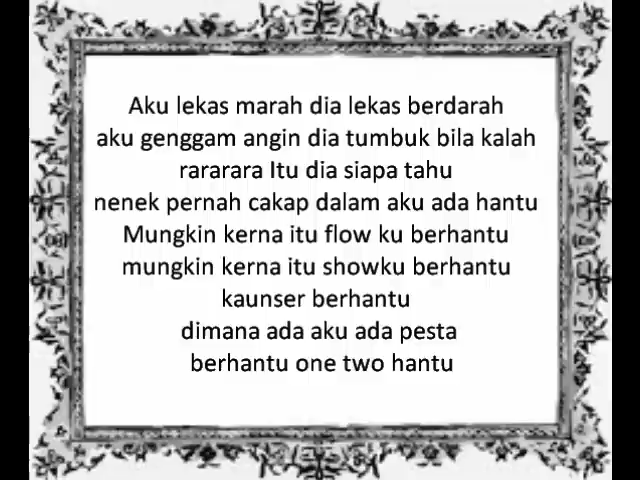 Aku lekas marah dia lekas berdarah
aku genggam angin dia tumbuk bila kalah
rararara Itu dia siapa tahu
nenek pernah cakap dalam aku ada hantu
Mungkin kerna itu flow ku berhantu
mungkin kerna itu showku berhantu
kaunser berhantu
dimana ada aku ada pesta
berhantu one two hantu